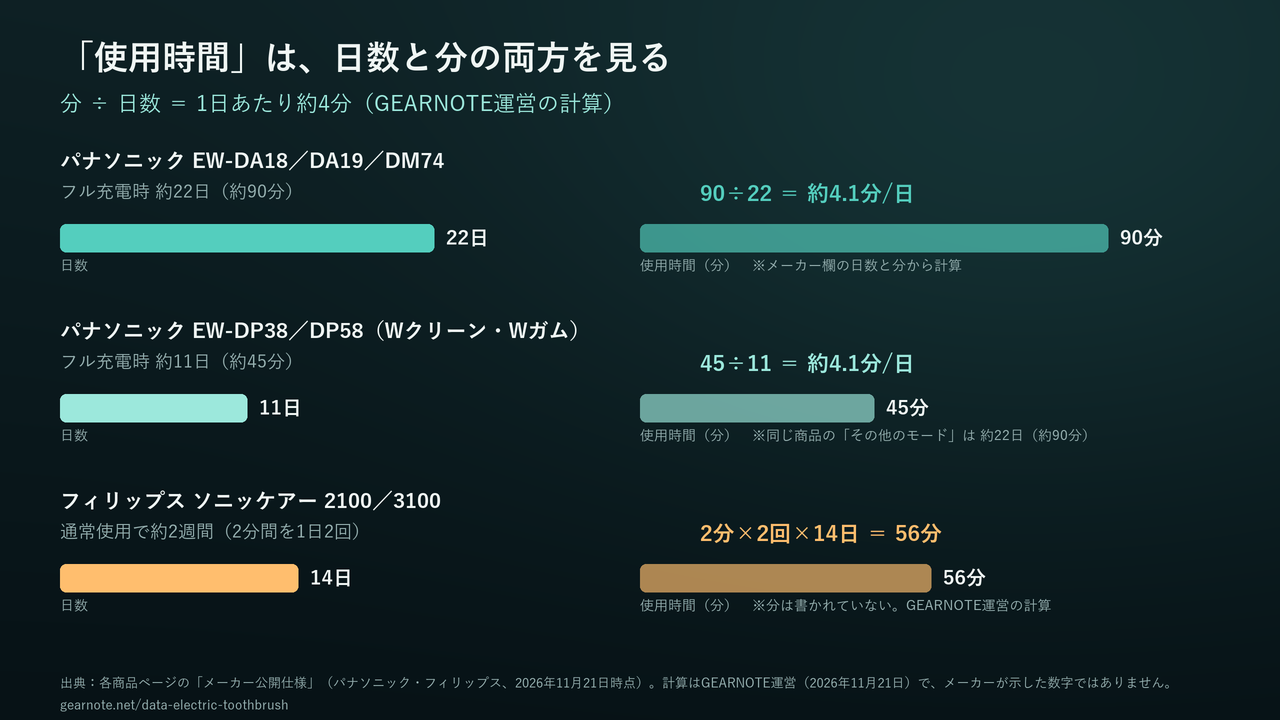 「使用時間」は、日数と分の両方を見る
分 ÷ 日数 ＝ 1日あたり約4分（GEARNOTE運営の計算）
パナソニック EW-DA18／DA19／DM74
フル充電時 約22日（約90分）
90÷22 ＝ 約4.1分/日
22日
90分
日数
使用時間（分）　※メーカー欄の日数と分から計算
パナソニック EW-DP38／DP58（Wクリーン・Wガム）
フル充電時 約11日（約45分）
45÷11 ＝ 約4.1分/日
11日
45分
日数
使用時間（分）　※同じ商品の「その他のモード」は 約22日（約90分）
フィリップス ソニッケアー 2100／3100
通常使用で約2週間（2分間を1日2回）
2分×2回×14日 ＝ 56分
14日
56分
日数
使用時間（分）　※分は書かれていない。GEARNOTE運営の計算
出典：各商品ページの「メーカー公開仕様」（パナソニック・フィリップス、2026年11月21日時点）。計算はGEARNOTE運営（2026年11月21日）で、メーカーが示した数字ではありません。
gearnote.net/data-electric-toothbrush